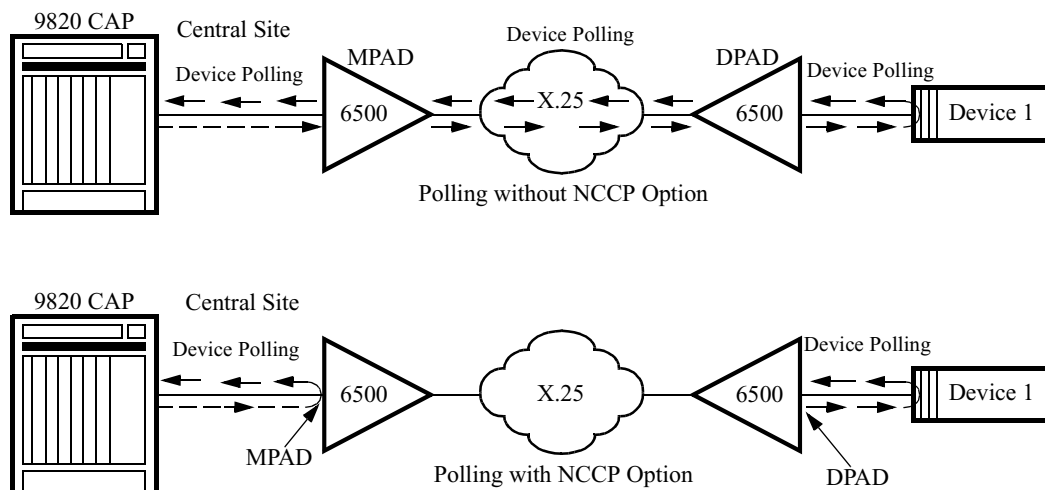 9820 CAP
Central Site
Device Polling
MPAD
6500
Device Polling
X.25
DPAD
6500
Device Polling
Device 1
Polling without NCCP Option
9820 CAP
Central Site
Device Polling
6500
MPAD
X.25
6500
Device Polling
Device 1
DPAD
Polling with NCCP Option